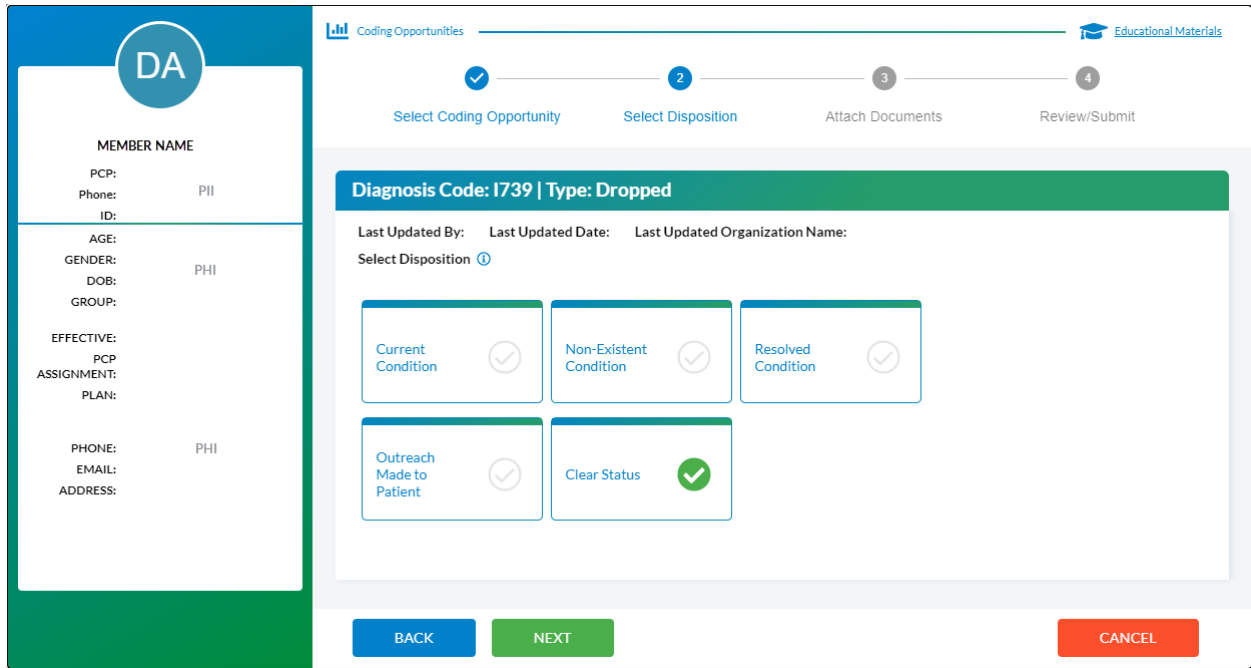 DA
MEMBER NAME
PCP:
Phone: PII
ID:
AGE:
GENDER:
PHI
DOB:
GROUP:
EFFECTIVE:
PCP
ASSIGNMENT:
PLAN:
PHONE: PHI
EMAIL:
ADDRESS:
Coding Opportunities
Educational Materials
2 3 4
Select Coding Opportunity Select Disposition Attach Documents Review/Submit
Diagnosis Code: I739 | Type: Dropped
Last Updated By: Last Updated Date: Last Updated Organization Name:
Select Disposition
Current
Condition
Non-Existent
Condition
Resolved
Condition
Outreach
Made to
Patient
Clear Status
BACK NEXT CANCEL